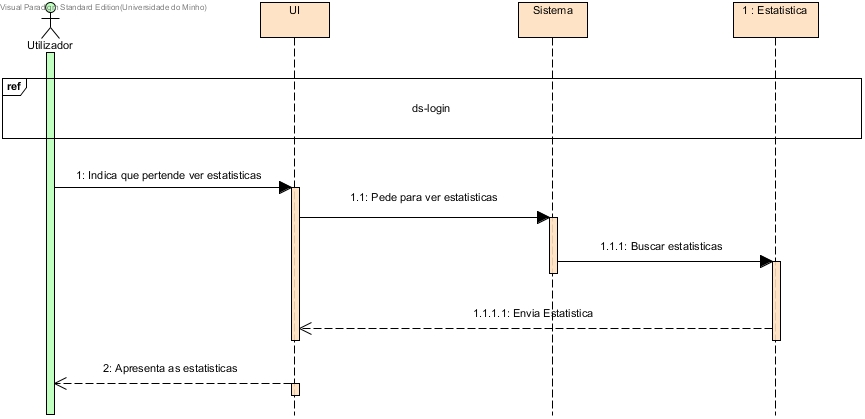 Visual Paradigm Standard Edition(Universidade do Minho)
UI
Sistema
1 : Estatistica
Utilizador
ref
ds-login
1: Indica que pertende ver estatisticas
1.1: Pede para ver estatisticas
1.1.1: Buscar estatisticas
1.1.1.1: Envia Estatistica
2: Apresenta as estatisticas